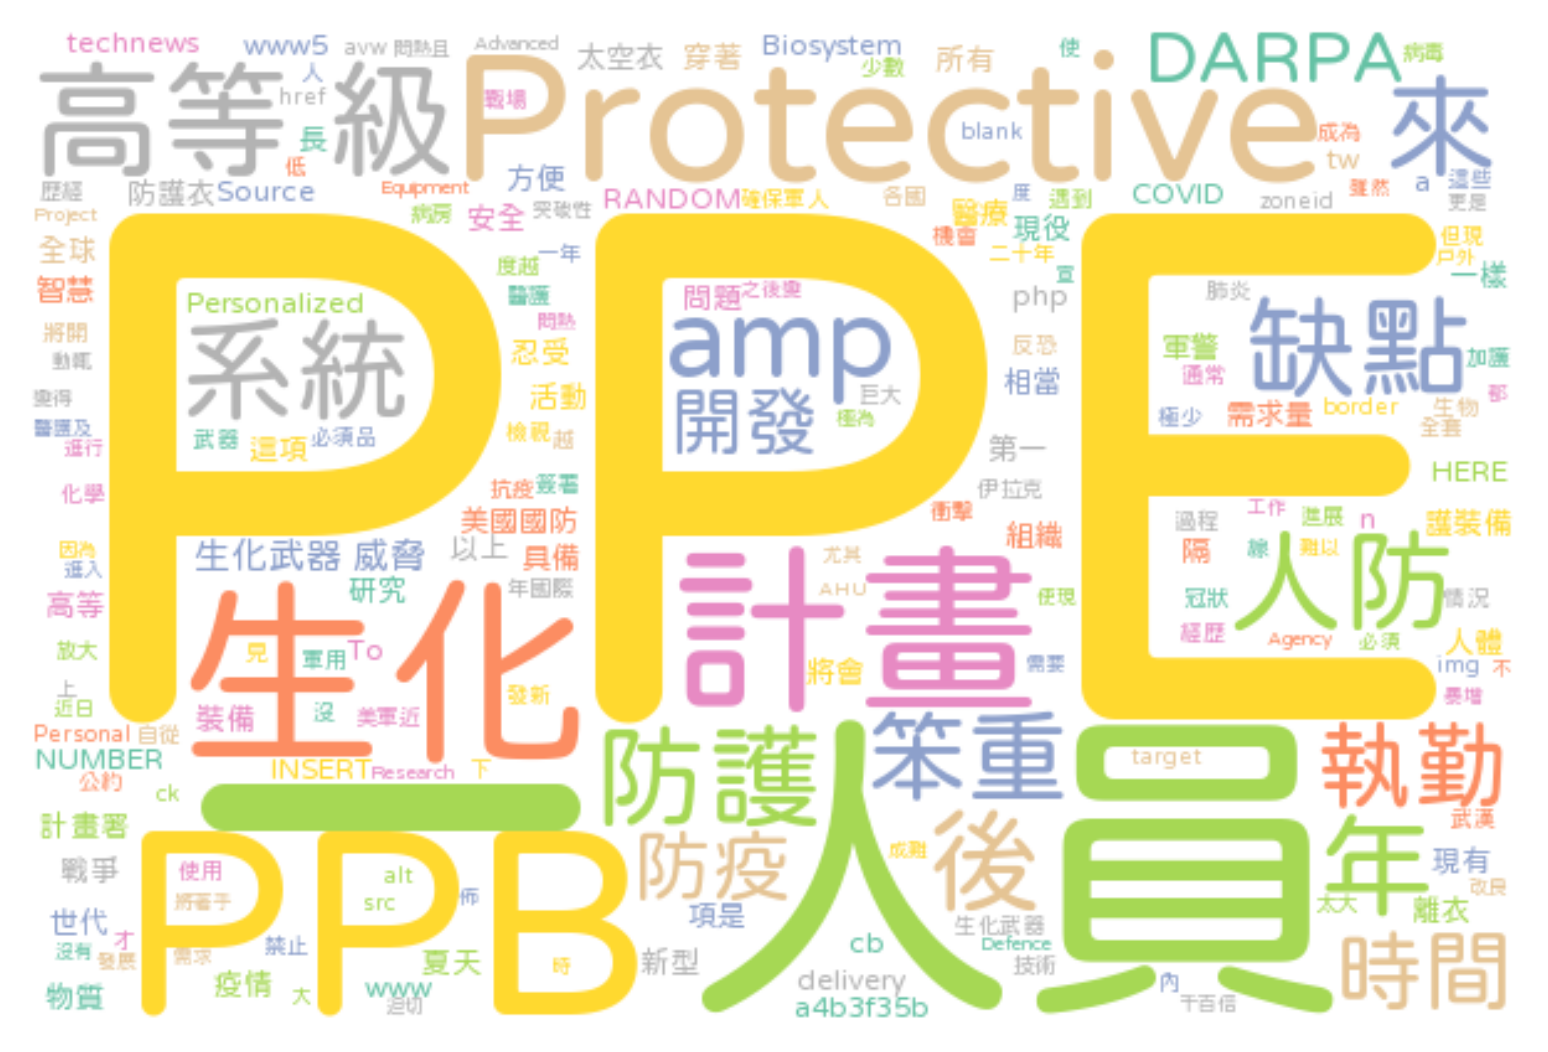 technews
www5
avw
悶熱且
Advanced
太空衣
穿著
Biosystem
少數
所有
使
DARPA
病毒
高等級
人
href
長
低
Protective
戰場
blank
成為
tw
來
歷經
防護衣
Source
Equipment
方便
RANDOM
確保軍人
各國
度
遇到
COVID
zoneid
雖然
a
這些
更是
Project
病房
安全
突破性
醫療
現役
機會
二十年
但現
戶外
全球
智慧
一年
度越
醫護
宣
一樣
PPE
Personalized
系統
武器
這項
必須品
悶熱
忍受
活動
檢視
越
問題
之後變
amp
開發
巨大
極為
php
反恐
相當
肺炎
軍警
通常
缺點
加護
都
將開
動輒
變得
醫護及
進行
化學
抗疫
簽署
美國國防
第一
伊拉克
衝擊
組織
極少
需求量
border
生物
全套
HERE
過程
工作
進展
n
護裝備
隔
線
難以
人防
生化武器
威脅
以上
具備
研究
年國際
因為
進入
高等
尤其
AHU
計畫
使現
冠狀
情況
經歷
Agency
必須
人體
放大
上
近日
生化
見
軍用
To
發新
裝備
沒
美軍近
將會
需要
img
不
暴增
Personal
自從
NUMBER
INSERT
Research
下
公約
ck
計畫署
一
防護
笨重
人員
target
執勤
武漢
戰爭
PPB
使用
將著手
alt
src
佈
防疫
成難
後
年
現有
改良
世代
才
沒有
發展
需求
禁止
時
項是
生化武器
Defence
太大
離衣
物質
疫情
大
夏天
www
迫切
新型
cb
delivery
a4b3f35b
技術
內
千百倍
時間